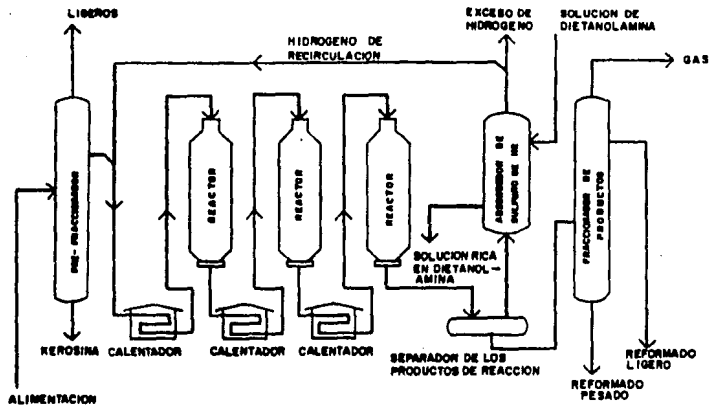 LIGEROS
EXCESO DE
HIDROGENO
SOLUCION DE
DIETANOLAMINA
HIDROGENO DE
RECIRCULACION
GAS
PRE-FRACCIONADOR
REACTOR
REACTOR
REACTOR
ABSORBEDOR DE
SULFURO DE H2
FRACCIONADOR DE
PRODUCTOS
SOLUCION RICA
EN DIETANOL-
AMINA
KEROSINA
CALENTADOR
CALENTADOR
CALENTADOR
SEPARADOR DE LOS
PRODUCTOS DE REACCION
REFORMADO
LIGERO
REFORMADO
PESADO
ALIMENTACION